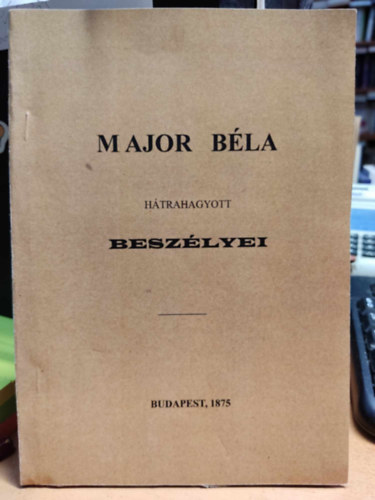 MAJOR BÉLA
HÁTRAHAGYOTT
BESZÉLYEI
BUDAPEST, 1875